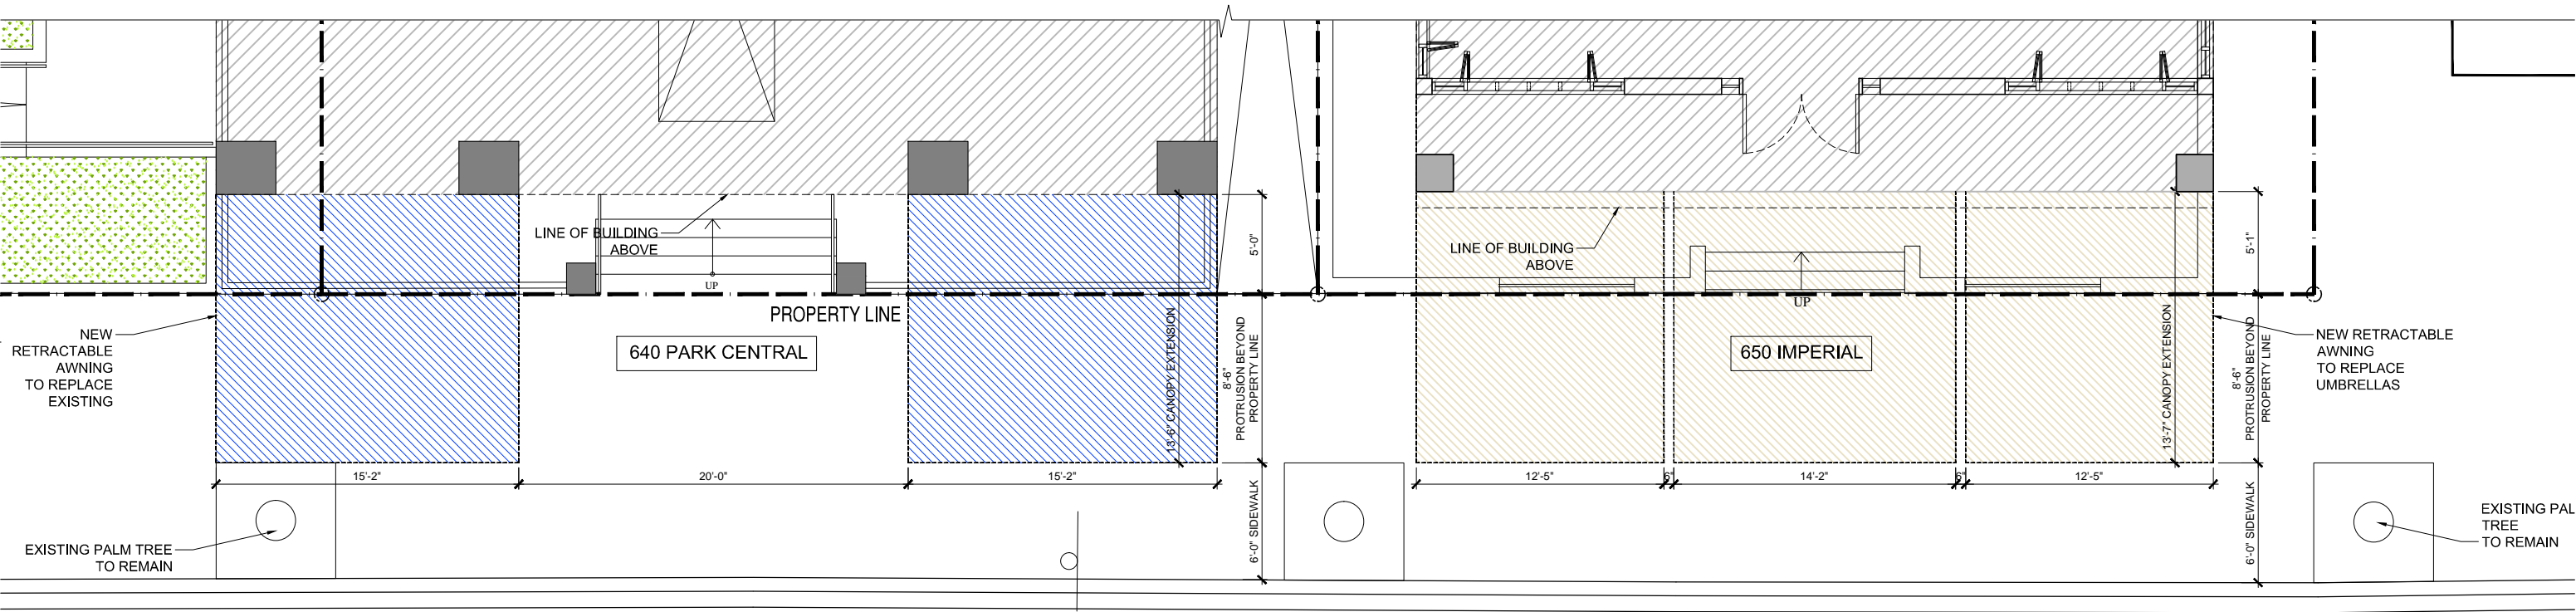 LINE OF BUILDING
ABOVE
UP
PROPERTY LINE
640 PARK CENTRAL
NEW
RETRACTABLE
AWNING
TO REPLACE
EXISTING
13'-6" CANOPY EXTENSION
5'-0"
8'-6"
PROTRUSION BEYOND
PROPERTY LINE
6'-0" SIDEWALK
15'-2"
20'-0"
15'-2"
EXISTING PALM TREE
TO REMAIN
LINE OF BUILDING
ABOVE
UP
650 IMPERIAL
13'-7" CANOPY EXTENSION
5'-1"
8'-6"
PROTRUSION BEYOND
PROPERTY LINE
6'-0" SIDEWALK
NEW RETRACTABLE
AWNING
TO REPLACE
UMBRELLAS
12'-5"
6"
14'-2"
6"
12'-5"
EXISTING PAL
TREE
TO REMAIN